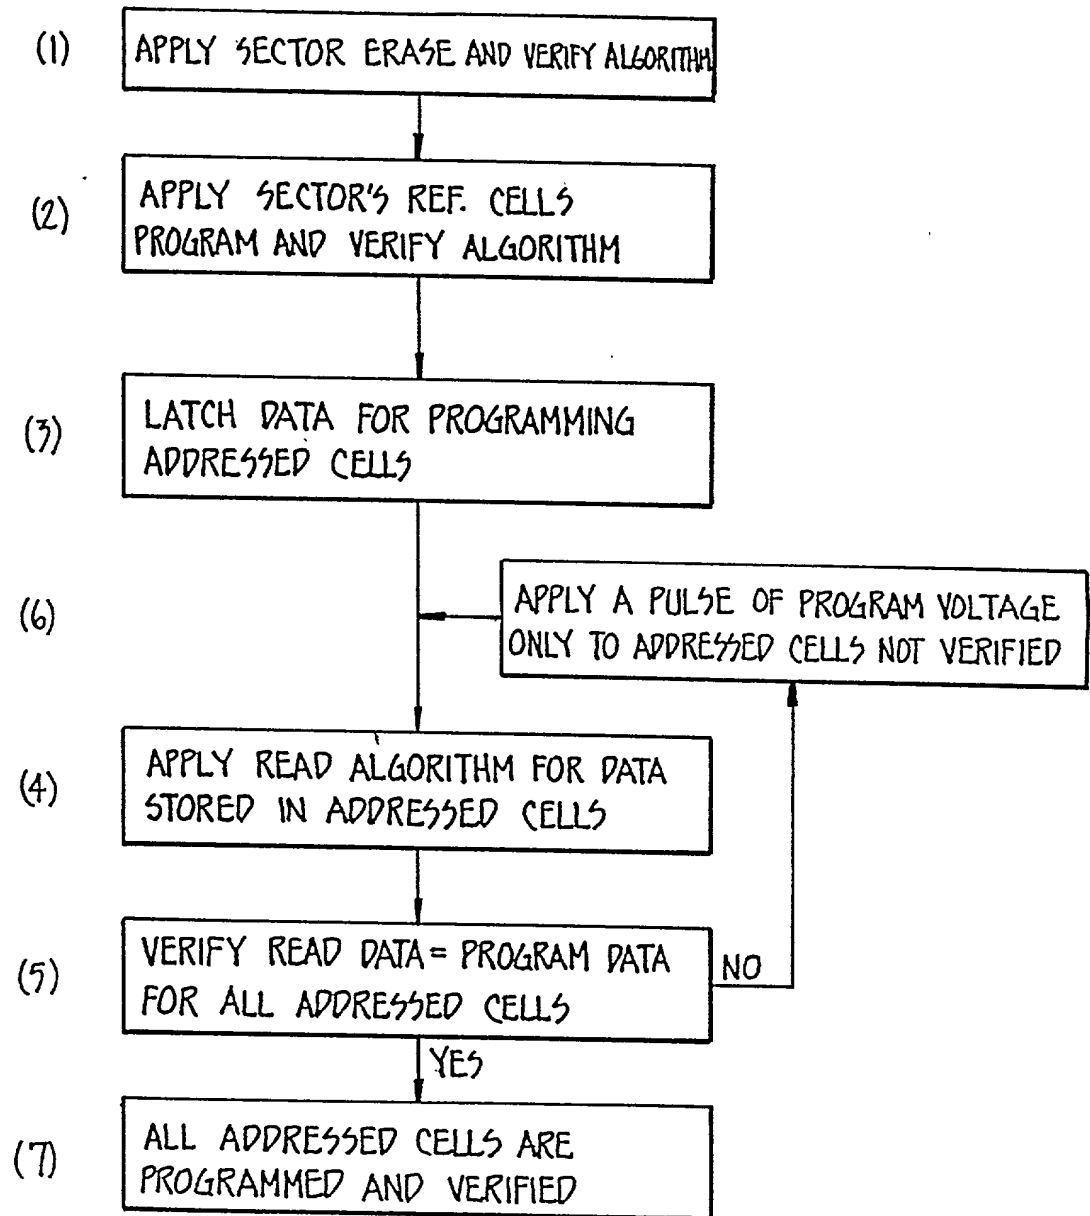 (1)
APPLY SECTOR ERASE AND VERIFY ALGORITHM
(2)
APPLY SECTOR'S REF. CELLS
PROGRAM AND VERIFY ALGORITHM
(3)
LATCH DATA FOR PROGRAMMING
ADDRESSED CELLS
(6)
APPLY A PULSE OF PROGRAM VOLTAGE
ONLY TO ADDRESSED CELLS NOT VERIFIED
(4)
APPLY READ ALGORITHM FOR DATA
STORED IN ADDRESSED CELLS
(5)
VERIFY READ DATA = PROGRAM DATA
FOR ALL ADDRESSED CELLS
NO
YES
(7)
ALL ADDRESSED CELLS ARE
PROGRAMMED AND VERIFIED